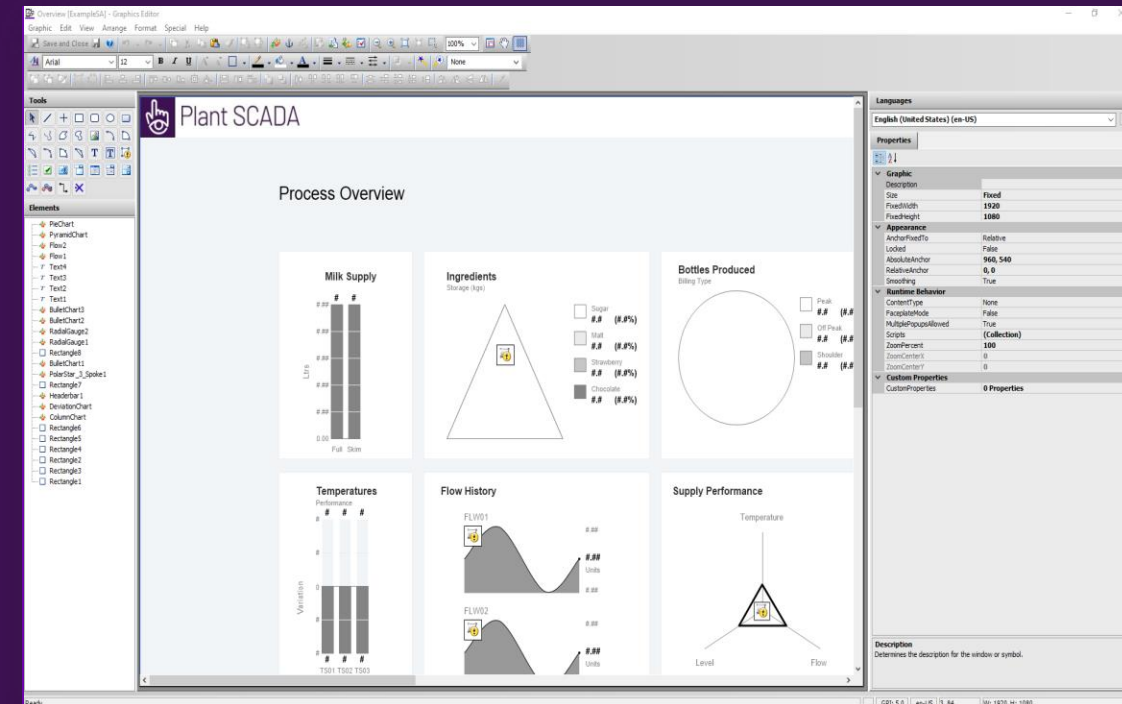 Overview [ExampleSA] - Graphics Editor
Graphic Edit View Arrange Format Special Help
Save and Close
100%
Arial 12 B I U None
Tools
Elements
PieChart
PyramidChart
Flow2
Flow1
Text4
Text3
Text2
Text1
BulletChart3
BulletChart2
RadialGauge2
RadialGauge1
Rectangle8
BulletChart1
PolarStar_3_Spoke1
Rectangle7
Headerbar1
DeviationChart
ColumnChart
Rectangle6
Rectangle5
Rectangle4
Rectangle2
Rectangle3
Rectangle1
Plant SCADA
Process Overview
Milk Supply
# #
#.##
#.##
#.##
#.##
0.00
Ltrs
Full Skim
Ingredients
Storage (kgs)
Sugar
#.# (#.#%)
Malt
#.# (#.#%)
Strawberry
#.# (#.#%)
Chocolate
#.# (#.#%)
Bottles Produced
Billing Type
Peak
#.# (#.#
Off Peak
#.# (#.#
Shoulder
#.# (#.#
Temperatures
Performance
# # #
#
#
0
#
#
Variation
# # #
TS01 TS02 TS03
Flow History
FLW01
#.##
#.##
Units
#.##
FLW02
#.##
#.##
Units
Supply Performance
Temperature
Level Flow
Languages
English (United States) (en-US)
Properties
Graphic
Description
Size Fixed
FixedWidth 1920
FixedHeight 1080
Appearance
AnchorFixedTo Relative
Locked False
AbsoluteAnchor 960, 540
RelativeAnchor 0, 0
Smoothing True
Runtime Behavior
ContentType None
FaceplateMode False
MultiplePopupsAllowed True
Scripts (Collection)
ZoomPercent 100
ZoomCenterX 0
ZoomCenterY 0
Custom Properties
CustomProperties 0 Properties
Description
Determines the description for the window or symbol.
Ready
en-US
W: 1920, H: 1080